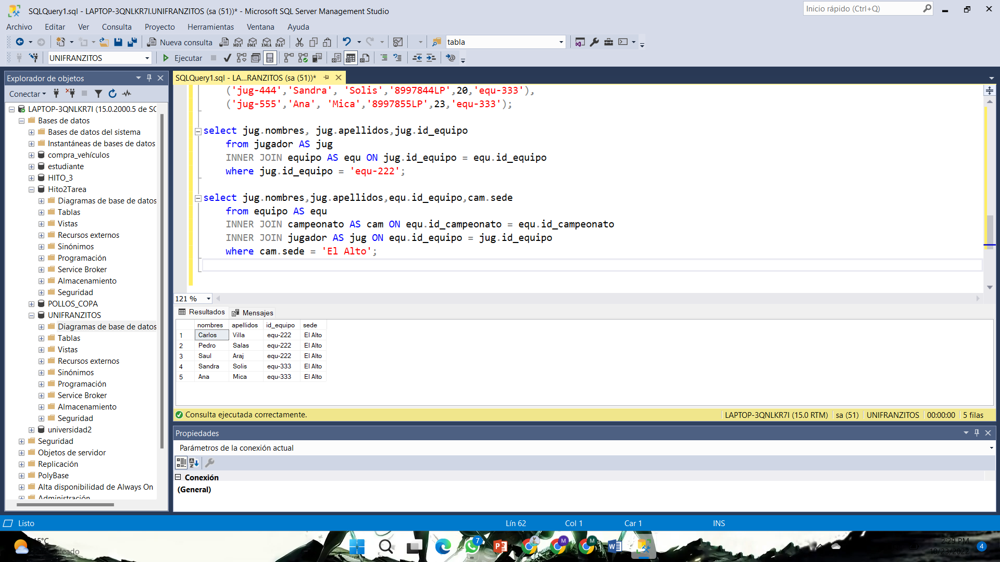 SQLQuery1.sql - LAPTOP-3QNLKR7I.UNIFRANZITOS (sa (51))* - Microsoft SQL Server Management Studio
Inicio rápido (Ctrl+Q)
Archivo Editar Ver Consulta Proyecto Herramientas Ventana Ayuda
Nueva consulta MDX DMX XMLA DAX tabla
UNIFRANZITOS Ejecutar
Explorador de objetos
Conectar
LAPTOP-3QNLKR7I (15.0.2000.5 de SQ
Bases de datos
Bases de datos del sistema
Instantáneas de bases de datos
compra_vehículos
estudiante
HITO_3
Hito2Tarea
Diagramas de base de datos
Tablas
Vistas
Recursos externos
Sinónimos
Programación
Service Broker
Almacenamiento
Seguridad
POLLOS_COPA
UNIFRANZITOS
Diagramas de base de datos
Tablas
Vistas
Recursos externos
Sinónimos
Programación
Service Broker
Almacenamiento
Seguridad
universidad2
Seguridad
Objetos de servidor
Replicación
PolyBase
Alta disponibilidad de Always On
Administración
SQLQuery1.sql - LA...RANZITOS (sa (51))*
('jug-444','Sandra', 'Solis','8997844LP',20,'equ-333'),
('jug-555','Ana', 'Mica','8997855LP',23,'equ-333');
select jug.nombres, jug.apellidos,jug.id_equipo
from jugador AS jug
INNER JOIN equipo AS equ ON jug.id_equipo = equ.id_equipo
where jug.id_equipo = 'equ-222';
select jug.nombres,jug.apellidos,equ.id_equipo,cam.sede
from equipo AS equ
INNER JOIN campeonato AS cam ON equ.id_campeonato = equ.id_campeonato
INNER JOIN jugador AS jug ON equ.id_equipo = jug.id_equipo
where cam.sede = 'El Alto';
121 %
Resultados Mensajes
nombres apellidos id_equipo sede
1 Carlos Villa equ-222 El Alto
2 Pedro Salas equ-222 El Alto
3 Saul Araj equ-222 El Alto
4 Sandra Solis equ-333 El Alto
5 Ana Mica equ-333 El Alto
Consulta ejecutada correctamente. LAPTOP-3QNLKR7I (15.0 RTM) sa (51) UNIFRANZITOS 00:00:00 5 filas
Propiedades
Parámetros de la conexión actual
Conexión
(General)
Listo Lín 62 Col 1 Car 1 INS
15°C
7
M
M
2:29 PM
10/23/2022
4